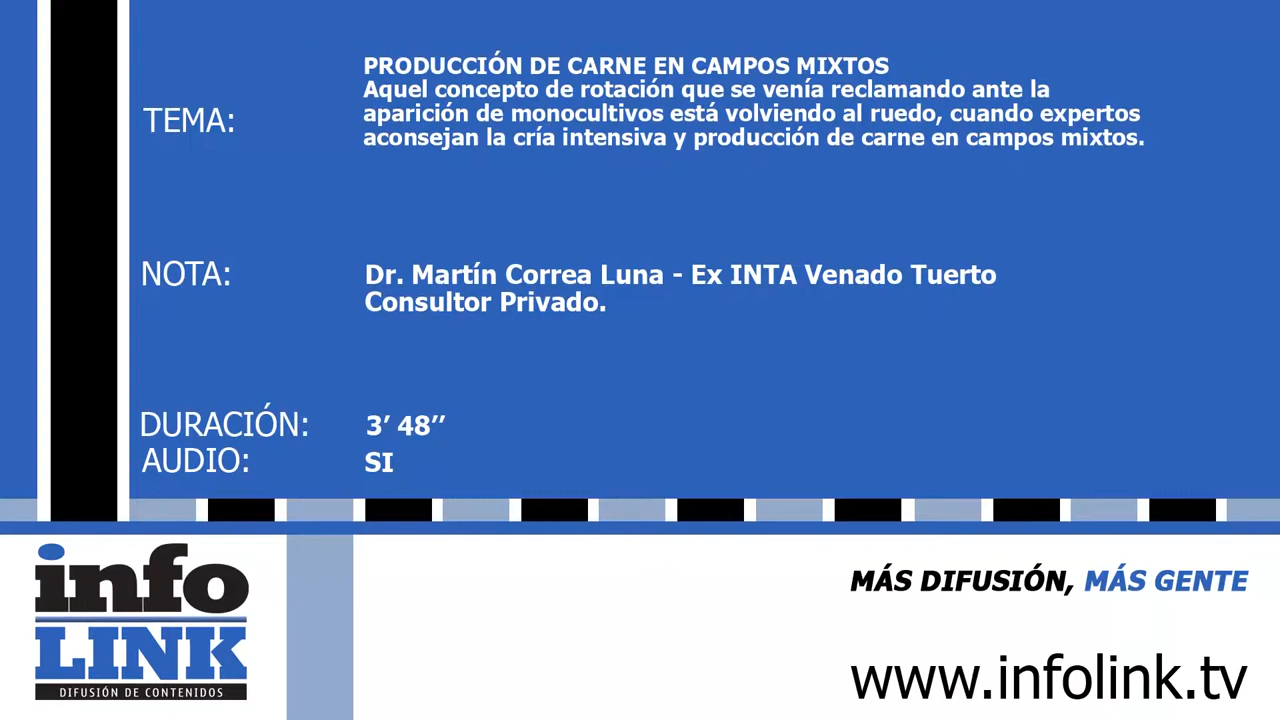 TEMA:
PRODUCCIÓN DE CARNE EN CAMPOS MIXTOS
Aquel concepto de rotación que se venía reclamando ante la
aparición de monocultivos está volviendo al ruedo, cuando expertos
aconsejan la cría intensiva y producción de carne en campos mixtos.
NOTA:
Dr. Martín Correa Luna - Ex INTA Venado Tuerto
Consultor Privado.
DURACIÓN: 3’ 48’’
AUDIO: SI
info
LINK
DIFUSIÓN DE CONTENIDOS
MÁS DIFUSIÓN, MÁS GENTE
www.infolink.tv